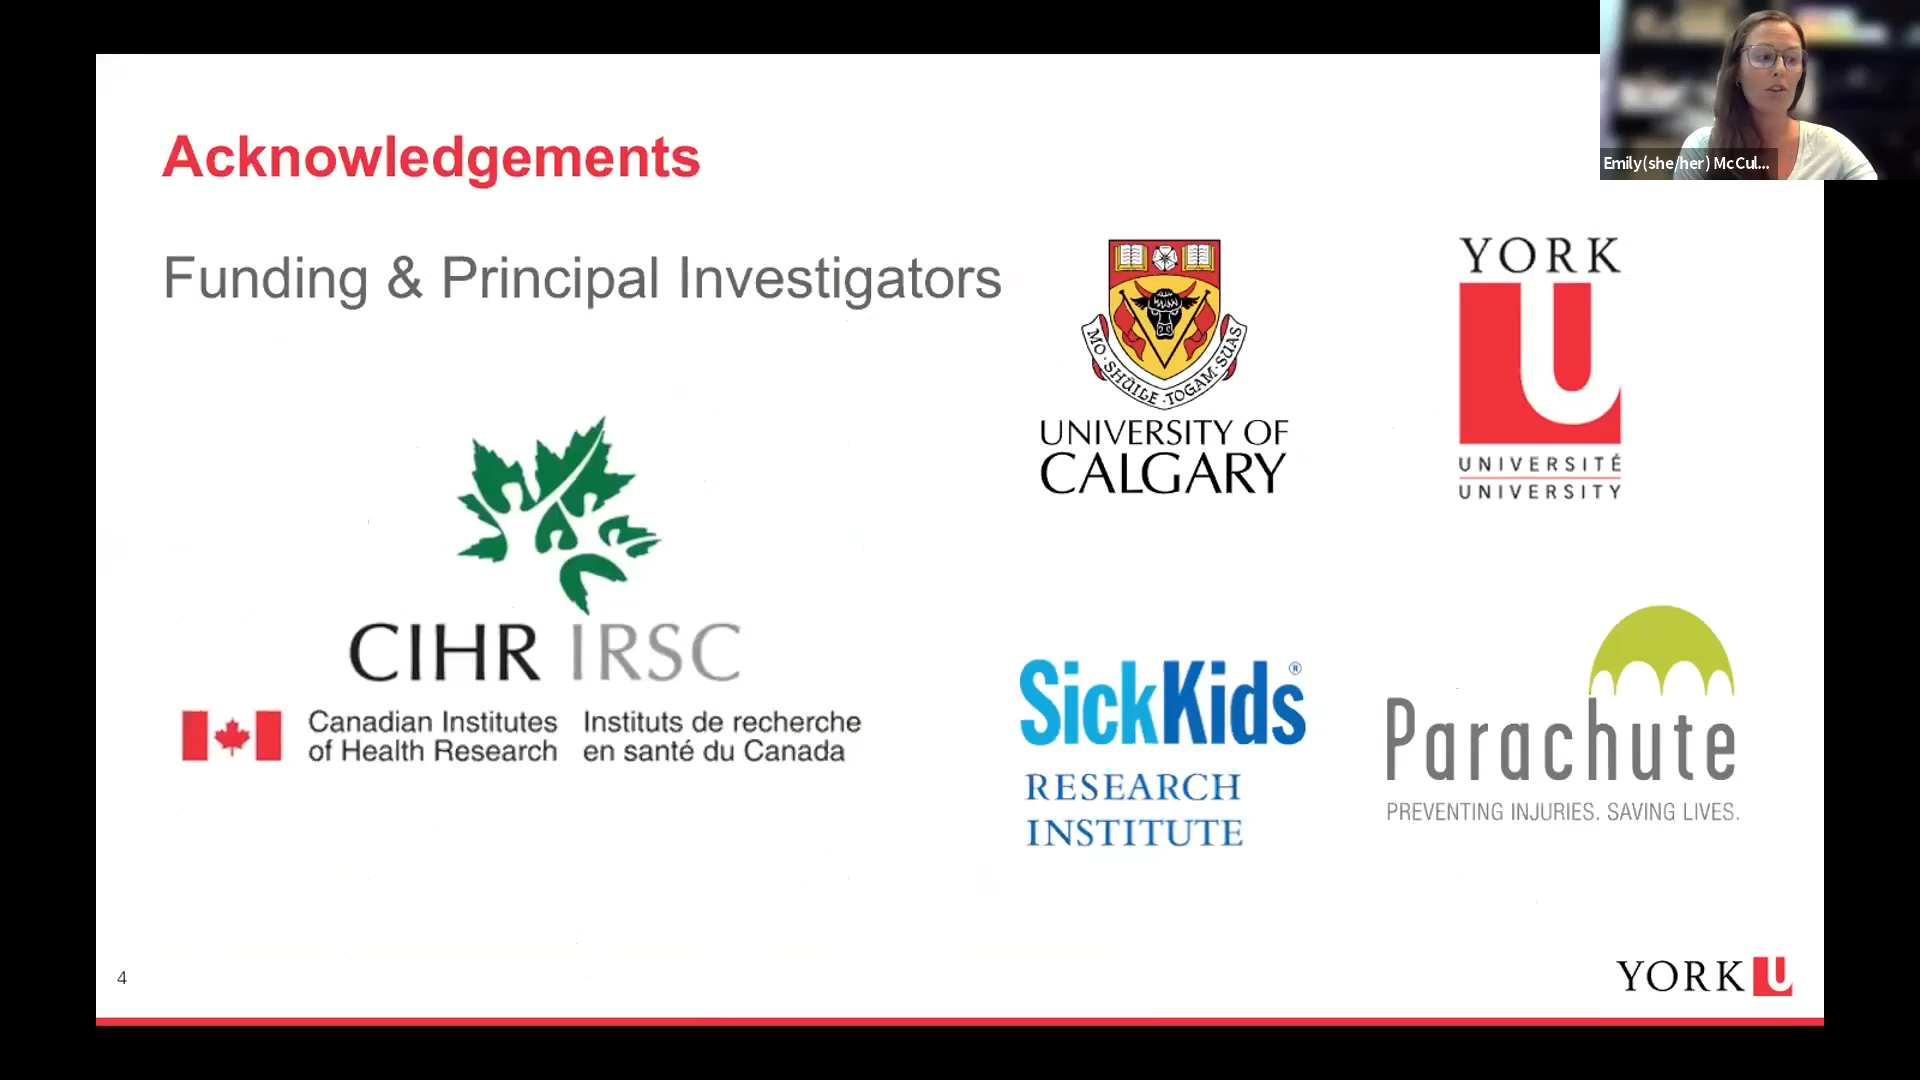 Emily(she/her) McCul...
Acknowledgements
Funding & Principal Investigators
MO·SHÙILE·TOGAM·SUAS
UNIVERSITY OF
CALGARY
YORK
U
UNIVERSITÉ
UNIVERSITY
CIHR IRSC
Canadian Institutes
of Health Research
Instituts de recherche
en santé du Canada
SickKids®
RESEARCH
INSTITUTE
Parachute
PREVENTING INJURIES. SAVING LIVES.
4
YORK U